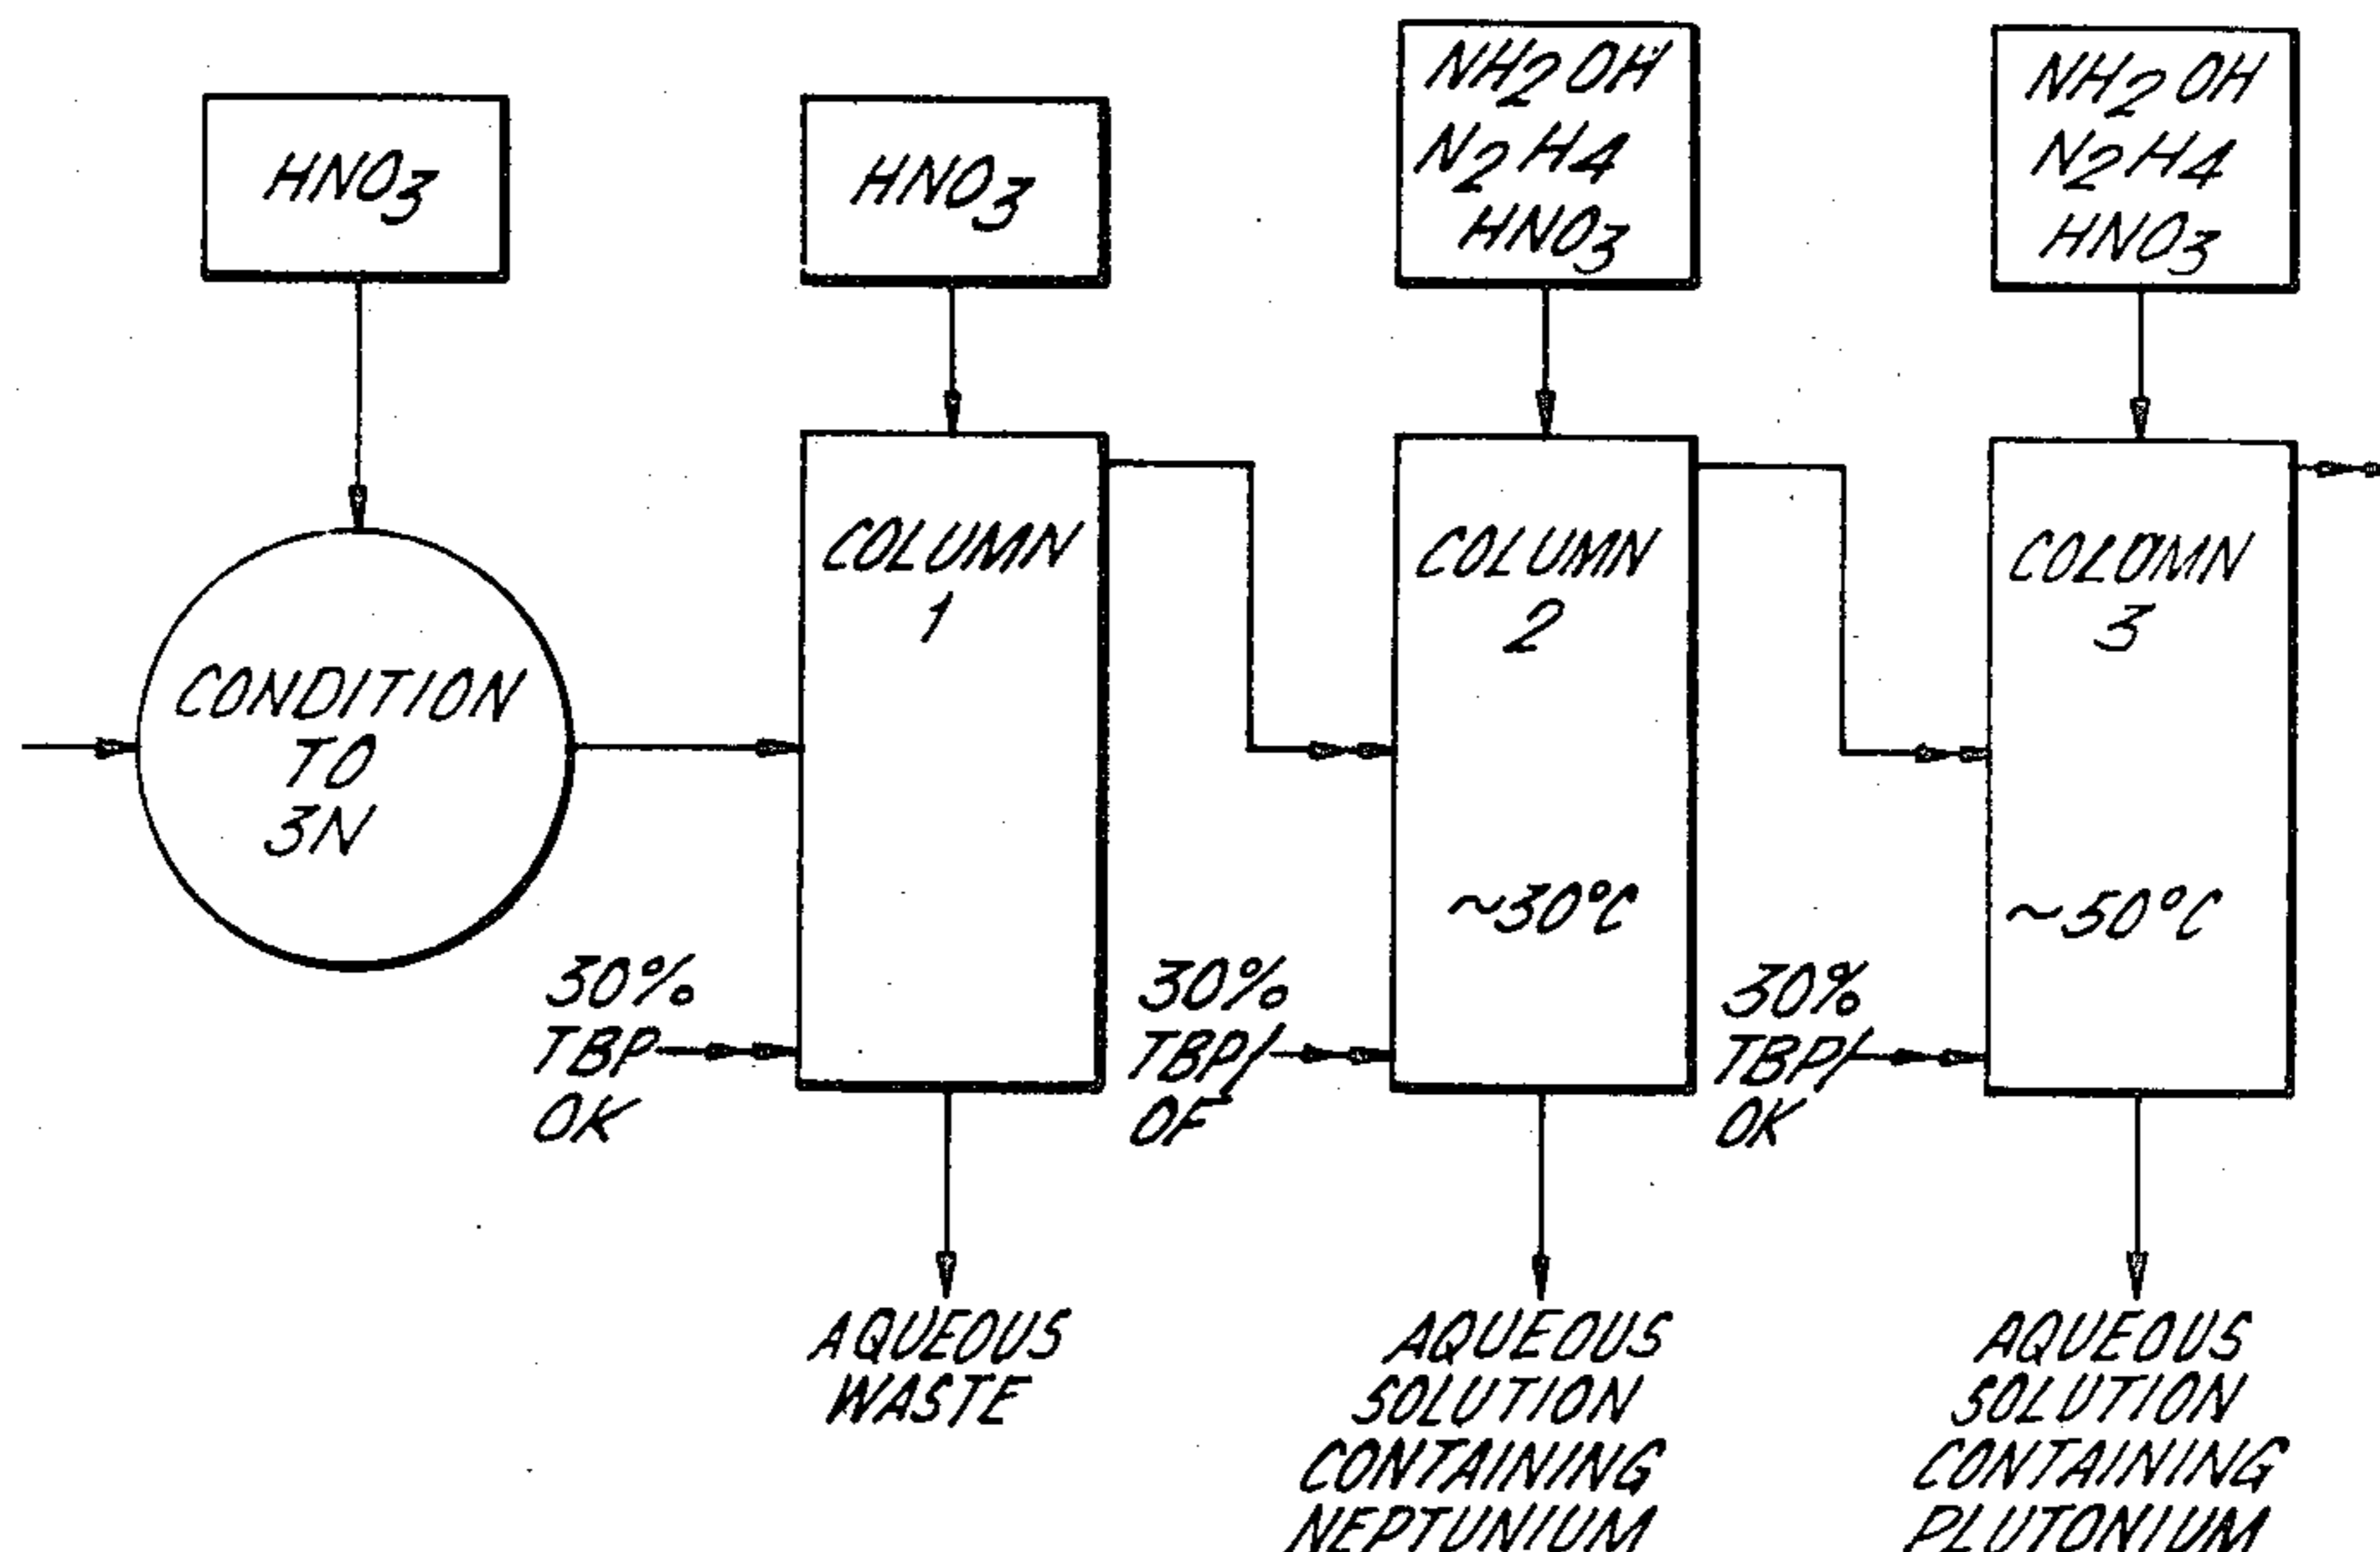 HNO3
HNO3
NH2OH
N2H4
HNO3
NH2OH
N2H4
HNO3
CONDITION
TO
3N
COLUMN
1
COLUMN
2
~30°C
COLUMN
3
~50°C
30%
TBP
OK
30%
TBP/
OF
30%
TBP/
OK
AQUEOUS
WASTE
AQUEOUS
SOLUTION
CONTAINING
NEPTUNIUM
AQUEOUS
SOLUTION
CONTAINING
PLUTONIUM